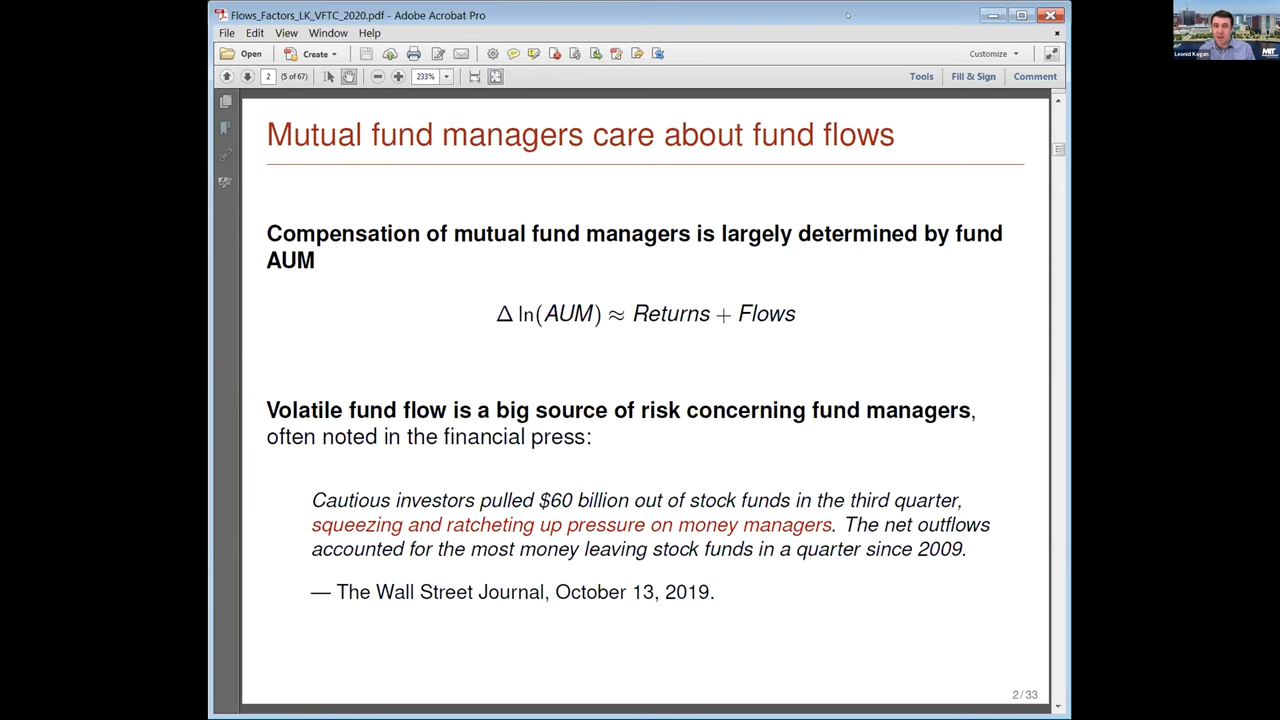 Flows_Factors_LK_VFTC_2020.pdf - Adobe Acrobat Pro
File Edit View Window Help
Open Create Customize
2 (5 of 67) 233% Tools Fill & Sign Comment
Mutual fund managers care about fund flows
Compensation of mutual fund managers is largely determined by fund
AUM
Δ ln(AUM) ≈ Returns + Flows
Volatile fund flow is a big source of risk concerning fund managers,
often noted in the financial press:
Cautious investors pulled $60 billion out of stock funds in the third quarter,
squeezing and ratcheting up pressure on money managers. The net outflows
accounted for the most money leaving stock funds in a quarter since 2009.
— The Wall Street Journal, October 13, 2019.
2 / 33
Leonid Kogan
MIT